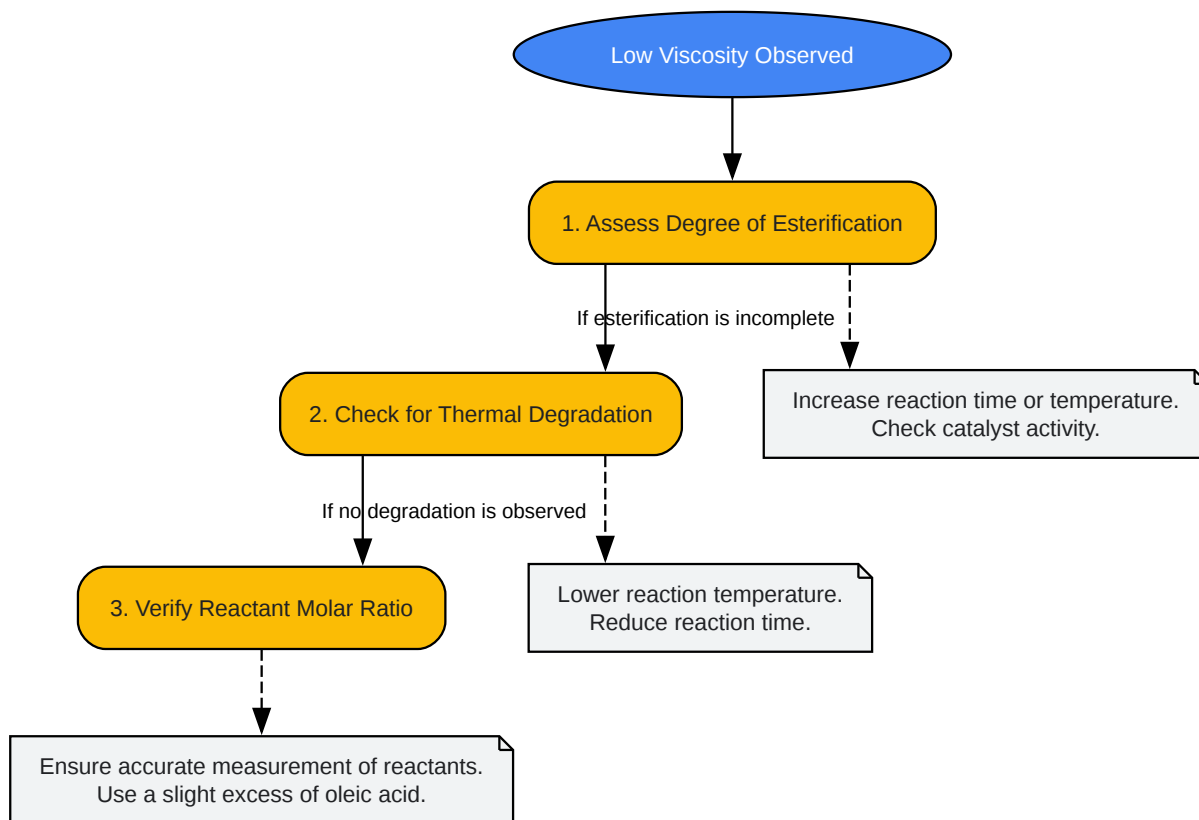 Low Viscosity Observed
1. Assess Degree of Esterification
If esterification is incomplete
Increase reaction time or temperature.
Check catalyst activity.
2. Check for Thermal Degradation
If no degradation is observed
Lower reaction temperature.
Reduce reaction time.
3. Verify Reactant Molar Ratio
Ensure accurate measurement of reactants.
Use a slight excess of oleic acid.